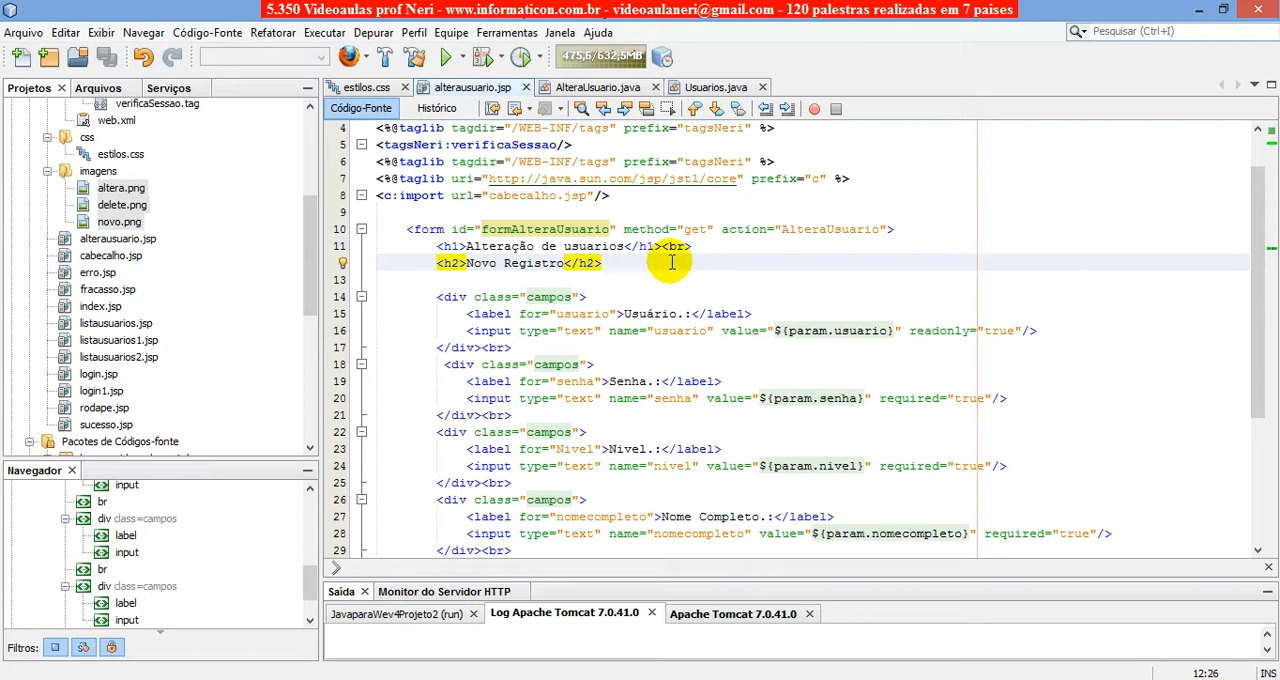 5.350 Videoaulas prof Neri - www.informaticon.com.br - videoaulaneri@gmail.com - 120 palestras realizadas em 7 paises
Arquivo Editar Exibir Navegar Código-Fonte Refatorar Executar Depurar Perfil Equipe Ferramentas Janela Ajuda
Pesquisar (Ctrl+I)
475,6/632,5MB
Projetos Arquivos Serviços
verificaSessao.tag
web.xml
css
estilos.css
imagens
altera.png
delete.png
novo.png
alterausuario.jsp
cabecalho.jsp
erro.jsp
fracasso.jsp
index.jsp
listausuarios.jsp
listausuarios1.jsp
listausuarios2.jsp
login.jsp
login1.jsp
rodape.jsp
sucesso.jsp
Pacotes de Códigos-fonte
Navegador
input
br
div class=campos
label
input
br
div class=campos
label
input
Filtros:
estilos.css alterausuario.jsp AlteraUsuario.java Usuarios.java
Código-Fonte Histórico
4 <%@taglib tagdir="/WEB-INF/tags" prefix="tagsNeri" %>
5 <tagsNeri:verificaSessao/>
6 <%@taglib tagdir="/WEB-INF/tags" prefix="tagsNeri" %>
7 <%@taglib uri="http://java.sun.com/jsp/jstl/core" prefix="c" %>
8 <c:import url="cabecalho.jsp"/>
9
10 <form id="formAlteraUsuario" method="get" action="AlteraUsuario">
11 <h1>Alteração de usuarios</h1><br>
<h2>Novo Registro</h2>
13
14 <div class="campos">
15 <label for="usuario">Usuário.:</label>
16 <input type="text" name="usuario" value="${param.usuario}" readonly="true"/>
17 </div><br>
18 <div class="campos">
19 <label for="senha">Senha.:</label>
20 <input type="text" name="senha" value="${param.senha}" required="true"/>
21 </div><br>
22 <div class="campos">
23 <label for="Nivel">Nivel.:</label>
24 <input type="text" name="nivel" value="${param.nivel}" required="true"/>
25 </div><br>
26 <div class="campos">
27 <label for="nomecompleto">Nome Completo.:</label>
28 <input type="text" name="nomecompleto" value="${param.nomecompleto}" required="true"/>
29 </div><br>
Saída Monitor do Servidor HTTP
JavaparaWev4Projeto2 (run) Log Apache Tomcat 7.0.41.0 Apache Tomcat 7.0.41.0
12:26 INS